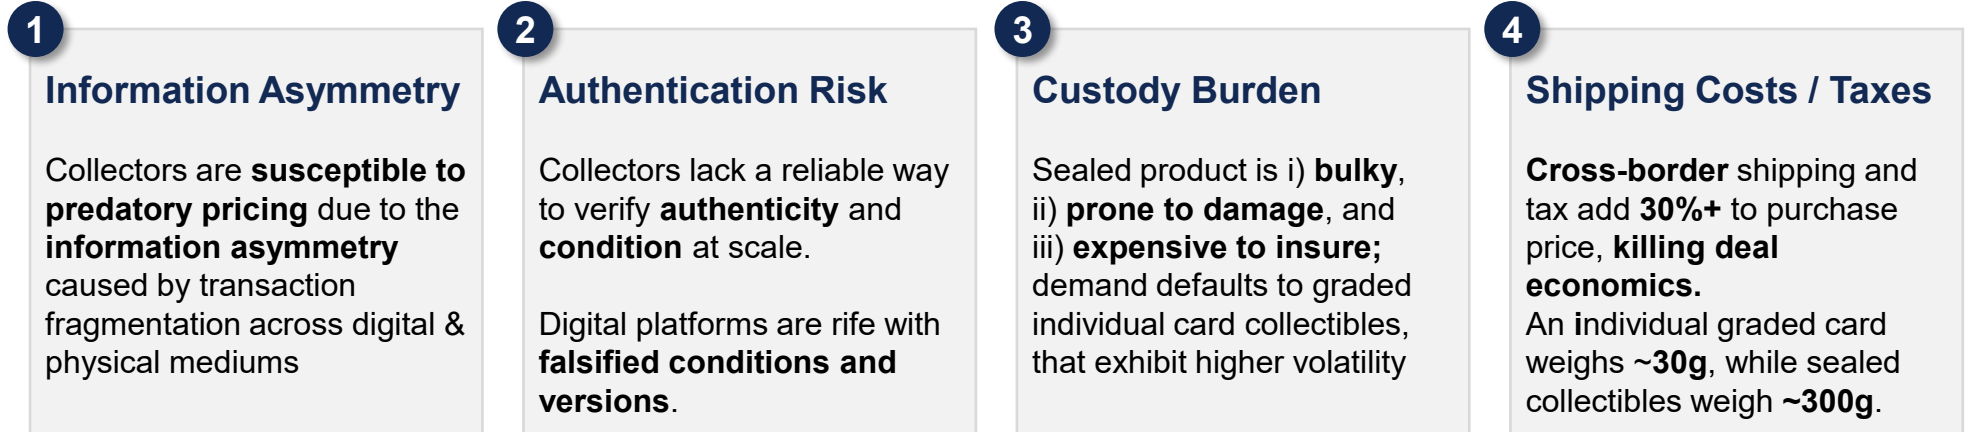 1
Information Asymmetry
Collectors are susceptible to
predatory pricing due to the
information asymmetry
caused by transaction
fragmentation across digital &
physical mediums
2
Authentication Risk
Collectors lack a reliable way
to verify authenticity and
condition at scale.
Digital platforms are rife with
falsified conditions and
versions.
3
Custody Burden
Sealed product is i) bulky,
ii) prone to damage, and
iii) expensive to insure;
demand defaults to graded
individual card collectibles,
that exhibit higher volatility
4
Shipping Costs / Taxes
Cross-border shipping and
tax add 30%+ to purchase
price, killing deal
economics.
An individual graded card
weighs ~30g, while sealed
collectibles weigh ~300g.